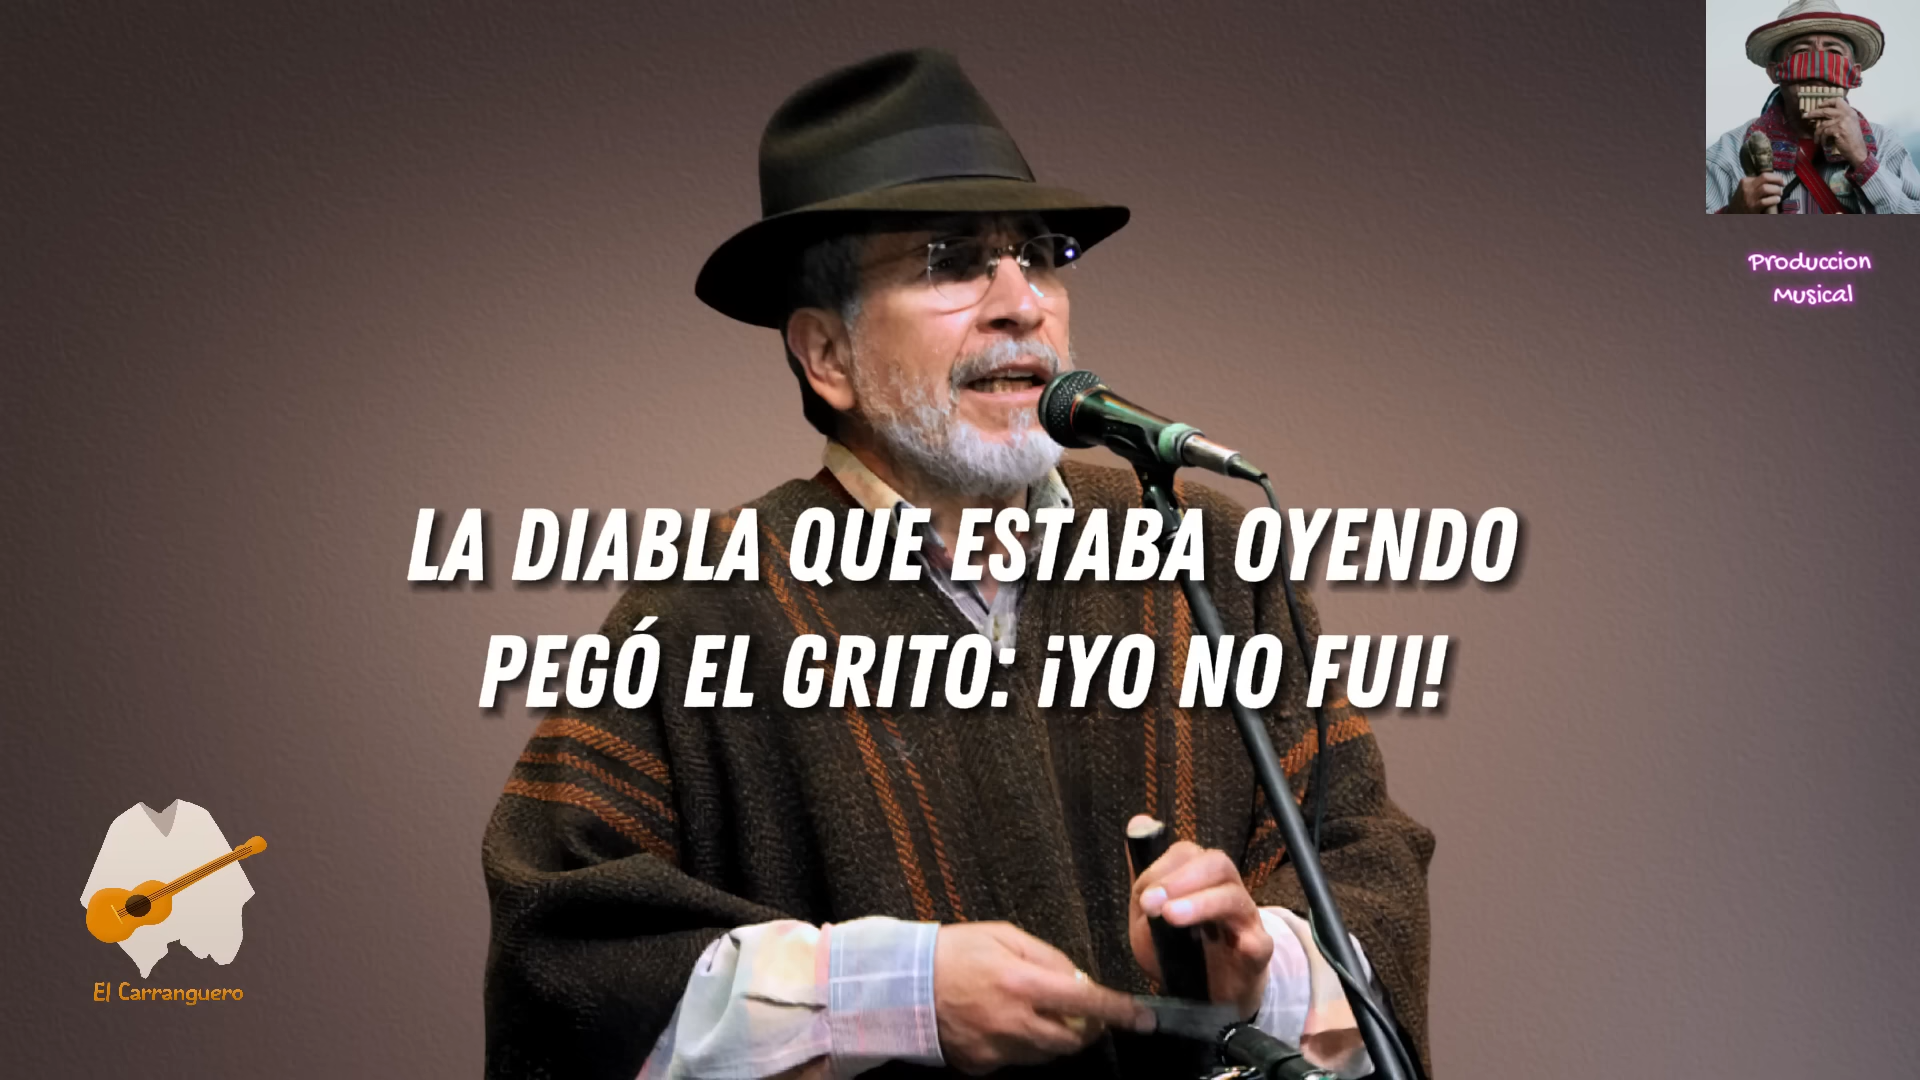 Produccion
Musical
LA DIABLA QUE ESTABA OYENDO
PEGÓ EL GRITO: ¡YO NO FUI!
El Carranguero